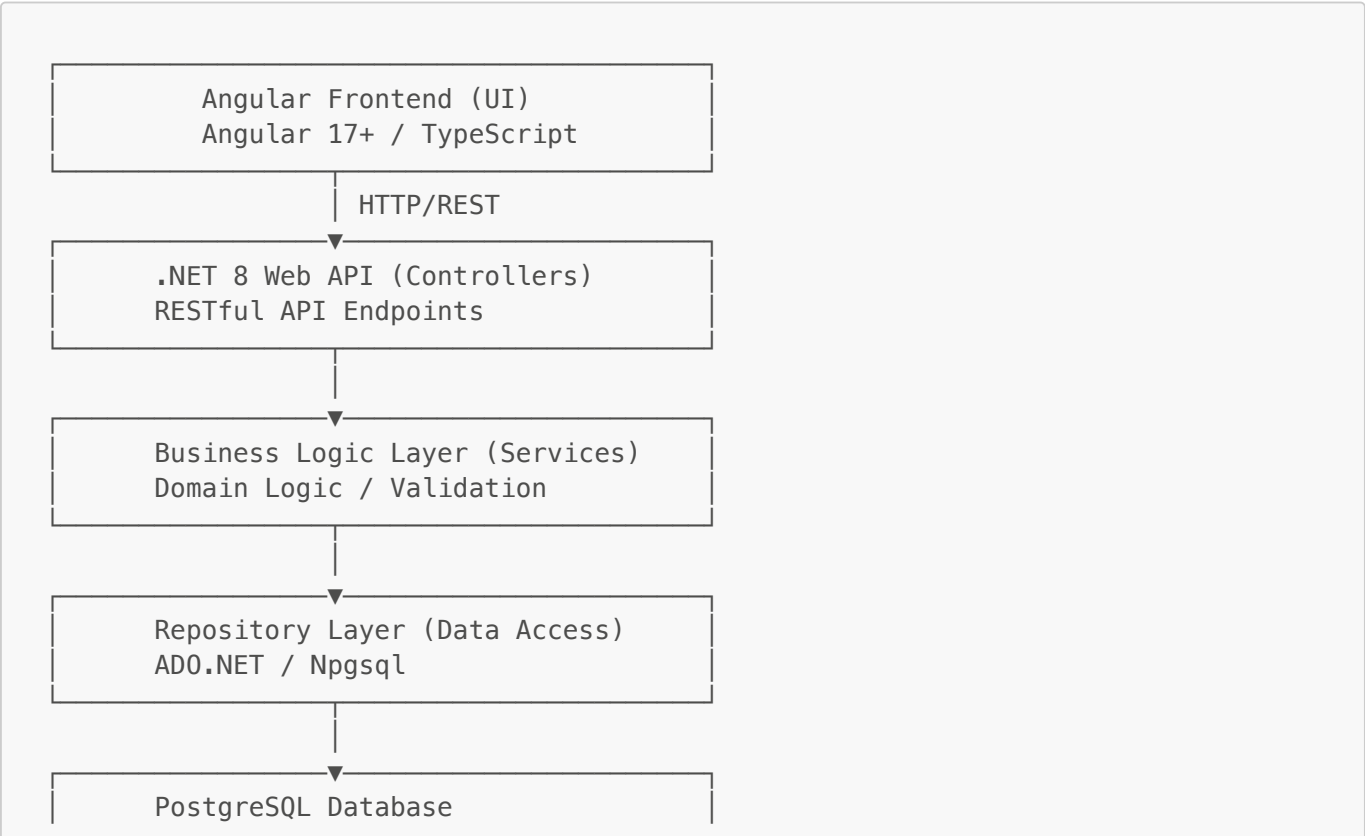 Angular Frontend (UI)
Angular 17+ / TypeScript
HTTP/REST
.NET 8 Web API (Controllers)
RESTful API Endpoints
Business Logic Layer (Services)
Domain Logic / Validation
Repository Layer (Data Access)
ADO.NET / Npgsql
PostgreSQL Database